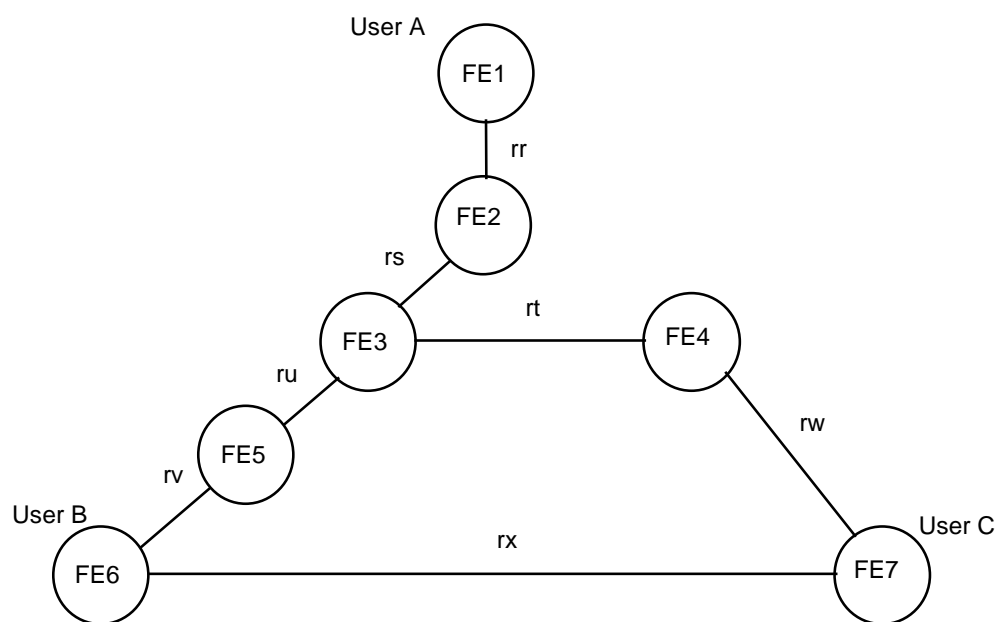 User A
FE1
rr
FE2
rs
rt
FE3
FE4
ru
rw
FE5
rv
User B
User C
rx
FE6
FE7